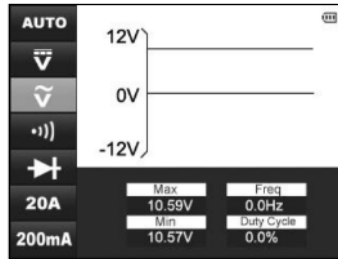 AUTO
12V
0V
-12V
20A
200mA
Max
Freq
10.59V
0.0Hz
Min
Duty Cycle
10.57V
0.0%